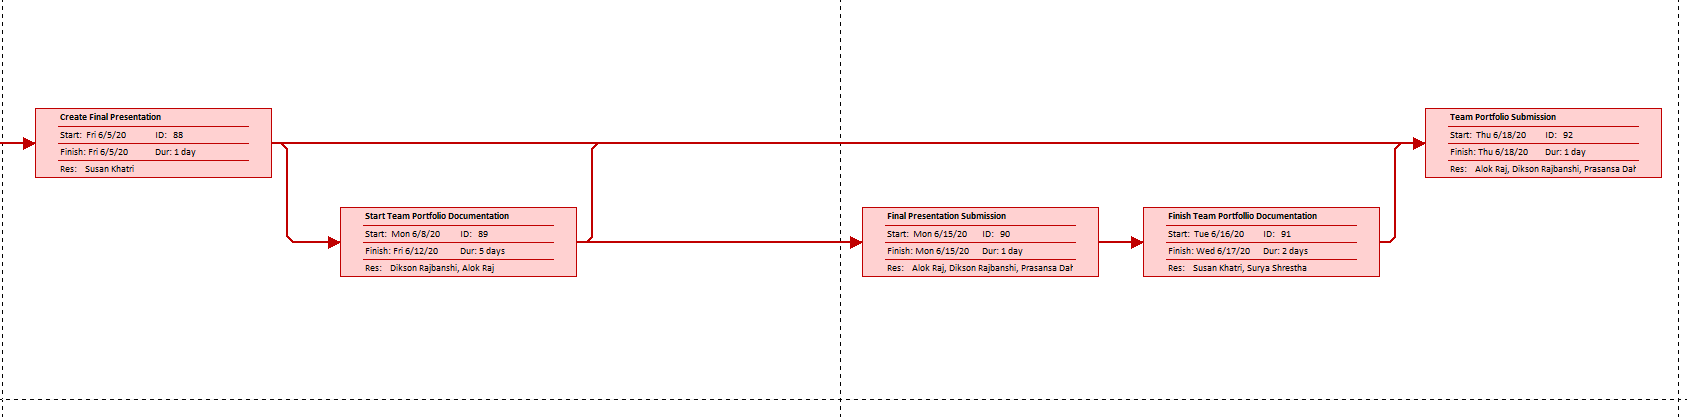 Create Final Presentation
Start: Fri 6/5/20 ID: 88
Finish: Fri 6/5/20 Dur: 1 day
Res: Susan Khatri
Start Team Portfolio Documentation
Start: Mon 6/8/20 ID: 89
Finish: Fri 6/12/20 Dur: 5 days
Res: Dikson Rajbanshi, Alok Raj
Final Presentation Submission
Start: Mon 6/15/20 ID: 90
Finish: Mon 6/15/20 Dur: 1 day
Res: Alok Raj, Dikson Rajbanshi, Prasansa Dah
Finish Team Portfollio Documentation
Start: Tue 6/16/20 ID: 91
Finish: Wed 6/17/20 Dur: 2 days
Res: Susan Khatri, Surya Shrestha
Team Portfolio Submission
Start: Thu 6/18/20 ID: 92
Finish: Thu 6/18/20 Dur: 1 day
Res: Alok Raj, Dikson Rajbanshi, Prasansa Dah